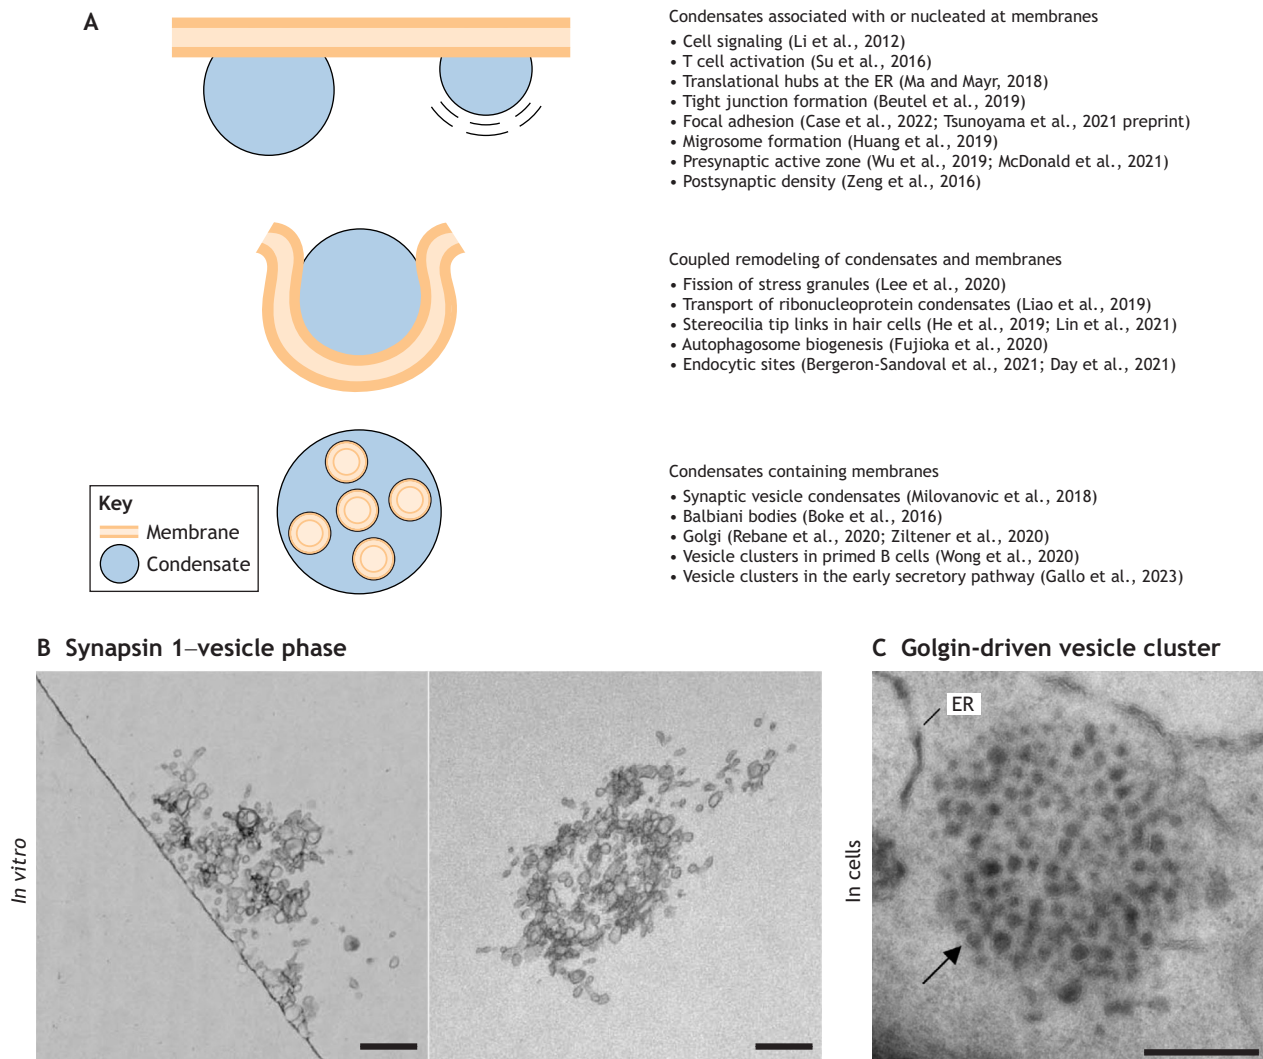 A
Condensates associated with or nucleated at membranes
• Cell signaling (Li et al., 2012)
• T cell activation (Su et al., 2016)
• Translational hubs at the ER (Ma and Mayr, 2018)
• Tight junction formation (Beutel et al., 2019)
• Focal adhesion (Case et al., 2022; Tsunoyama et al., 2021 preprint)
• Migrosome formation (Huang et al., 2019)
• Presynaptic active zone (Wu et al., 2019; McDonald et al., 2021)
• Postsynaptic density (Zeng et al., 2016)
Coupled remodeling of condensates and membranes
• Fission of stress granules (Lee et al., 2020)
• Transport of ribonucleoprotein condensates (Liao et al., 2019)
• Stereocilia tip links in hair cells (He et al., 2019; Lin et al., 2021)
• Autophagosome biogenesis (Fujioka et al., 2020)
• Endocytic sites (Bergeron-Sandoval et al., 2021; Day et al., 2021)
Key
Membrane
Condensate
Condensates containing membranes
• Synaptic vesicle condensates (Milovanovic et al., 2018)
• Balbiani bodies (Boke et al., 2016)
• Golgi (Rebane et al., 2020; Ziltener et al., 2020)
• Vesicle clusters in primed B cells (Wong et al., 2020)
• Vesicle clusters in the early secretory pathway (Gallo et al., 2023)
B Synapsin 1–vesicle phase
In vitro
C Golgin-driven vesicle cluster
In cells
ER